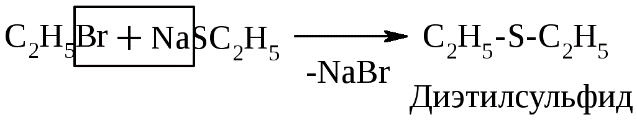 C₂H₅Br + NaSC₂H₅ → C₂H₅-S-C₂H₅
-NaBr
Диэтилсульфид